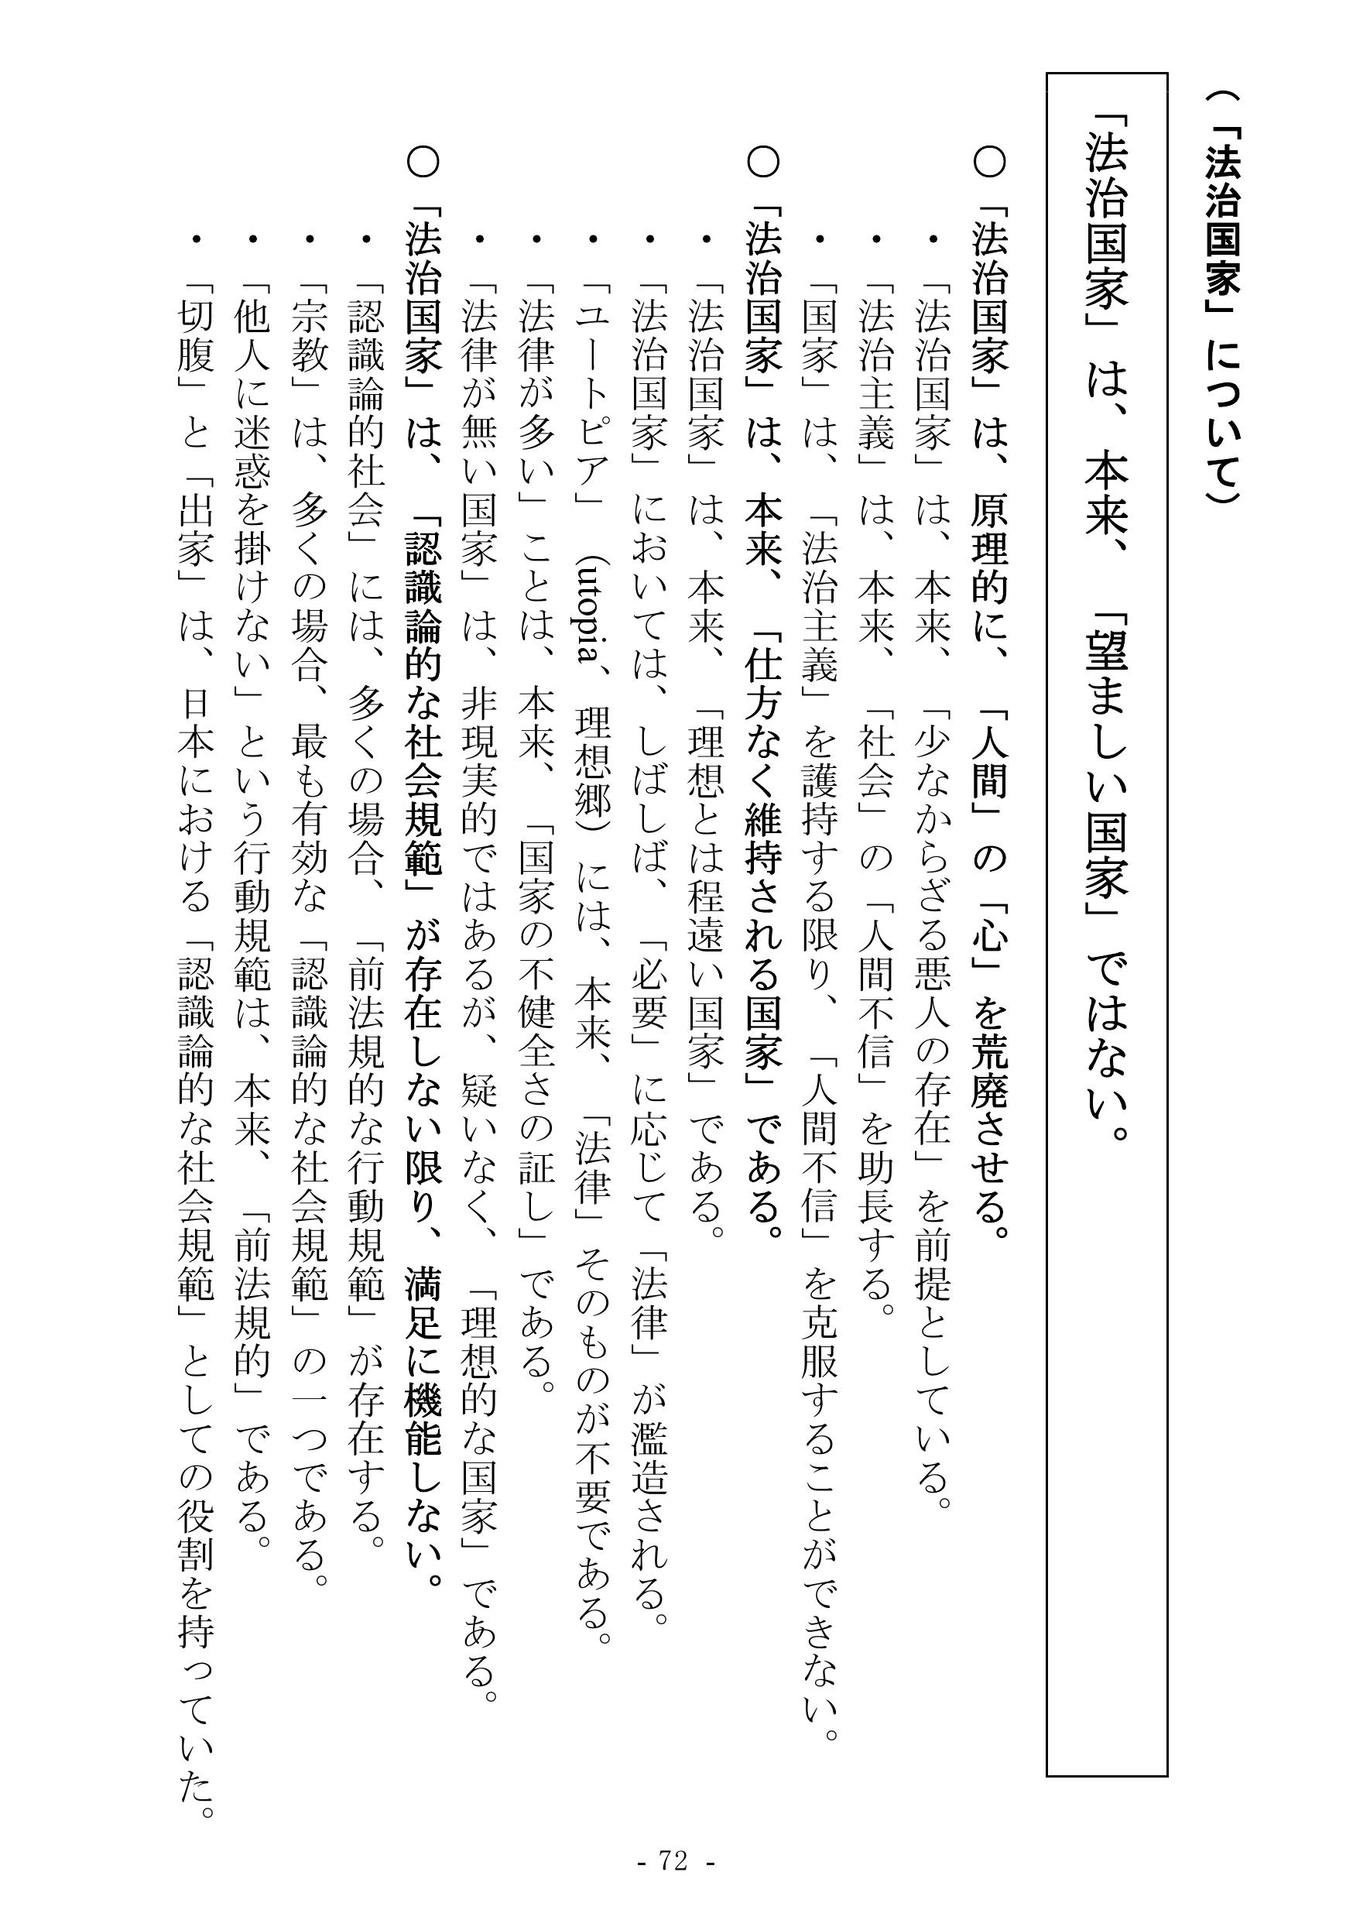 （「法治国家」について）
「法治国家」は、本来、「望ましい国家」ではない。
○「法治国家」は、原理的に、「人間」の「心」を荒廃させる。
・「法治国家」は、本来、「少なからざる悪人の存在」を前提としている。
・「法治主義」は、本来、「社会」の「人間不信」を助長する。
・「国家」は、「法治主義」を護持する限り、「人間不信」を克服することができない。
○「法治国家」は、本来、「仕方なく維持される国家」である。
・「法治国家」は、本来、「理想とは程遠い国家」である。
・「法治国家」においては、しばしば、「必要」に応じて「法律」が濫造される。
・「ユートピア」（utopia、理想郷）には、本来、「法律」そのものが不要である。
・「法律が多い」ことは、本来、「国家の不健全さの証し」である。
・「法律が無い国家」は、非現実的ではあるが、疑いなく、「理想的な国家」である。
○「法治国家」は、「認識論的な社会規範」が存在しない限り、満足に機能しない。
・「認識論的社会」には、多くの場合、「前法規的な行動規範」が存在する。
・「宗教」は、多くの場合、最も有効な「認識論的な社会規範」の一つである。
・「他人に迷惑を掛けない」という行動規範は、本来、「前法規的」である。
・「切腹」と「出家」は、日本における「認識論的な社会規範」としての役割を持っていた。
- 72 -